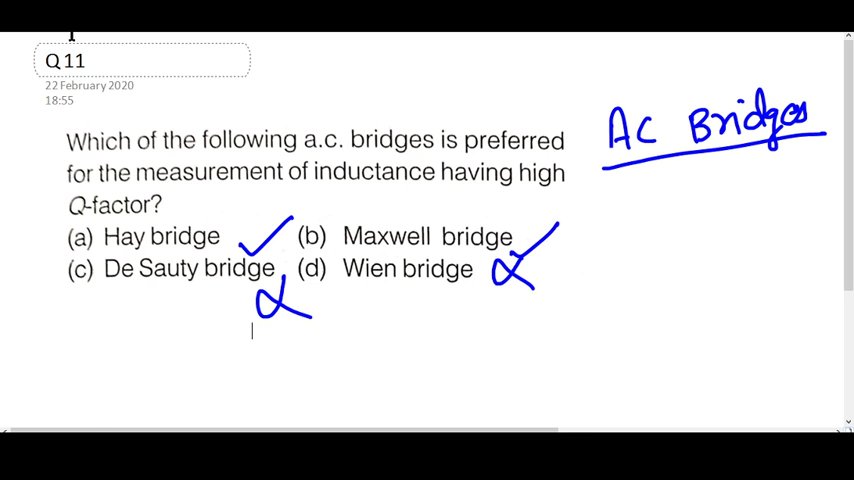 Q 11
22 February 2020
18:55
AC Bridges
Which of the following a.c. bridges is preferred
for the measurement of inductance having high
Q-factor?
(a) Hay bridge (b) Maxwell bridge
(c) De Sauty bridge (d) Wien bridge